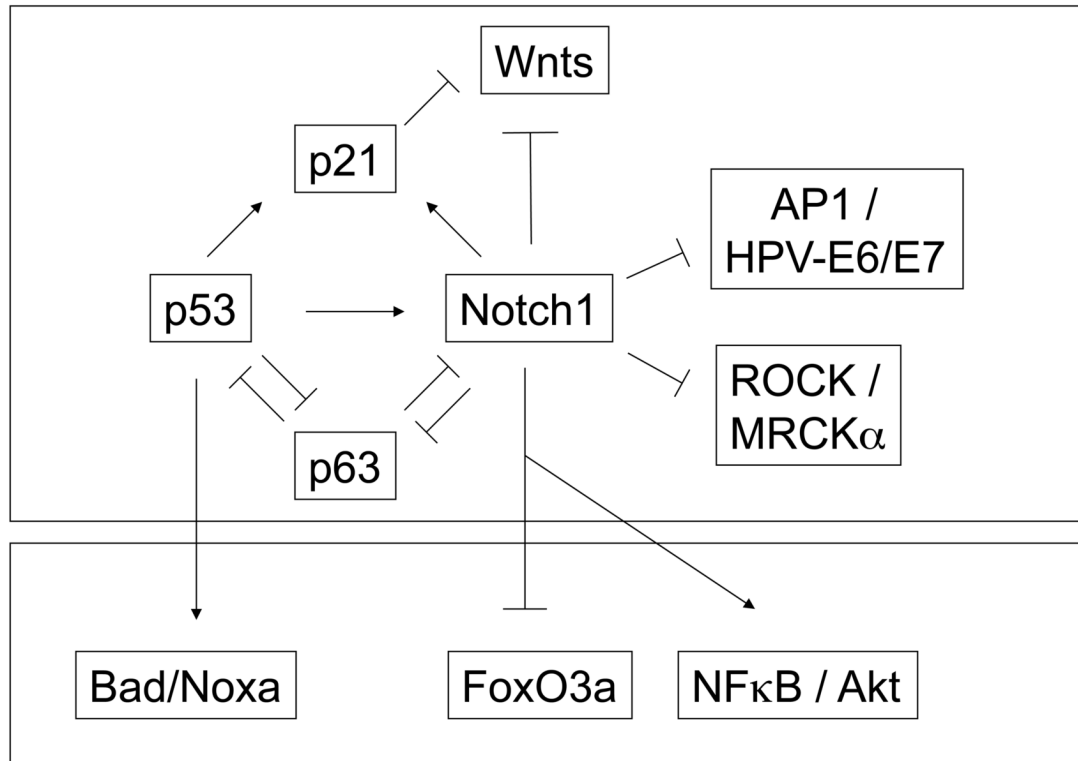 Wnts
p21
AP1 /
HPV-E6/E7
p53
Notch1
ROCK /
MRCKα
p63
Bad/Noxa
FoxO3a
NFκB / Akt